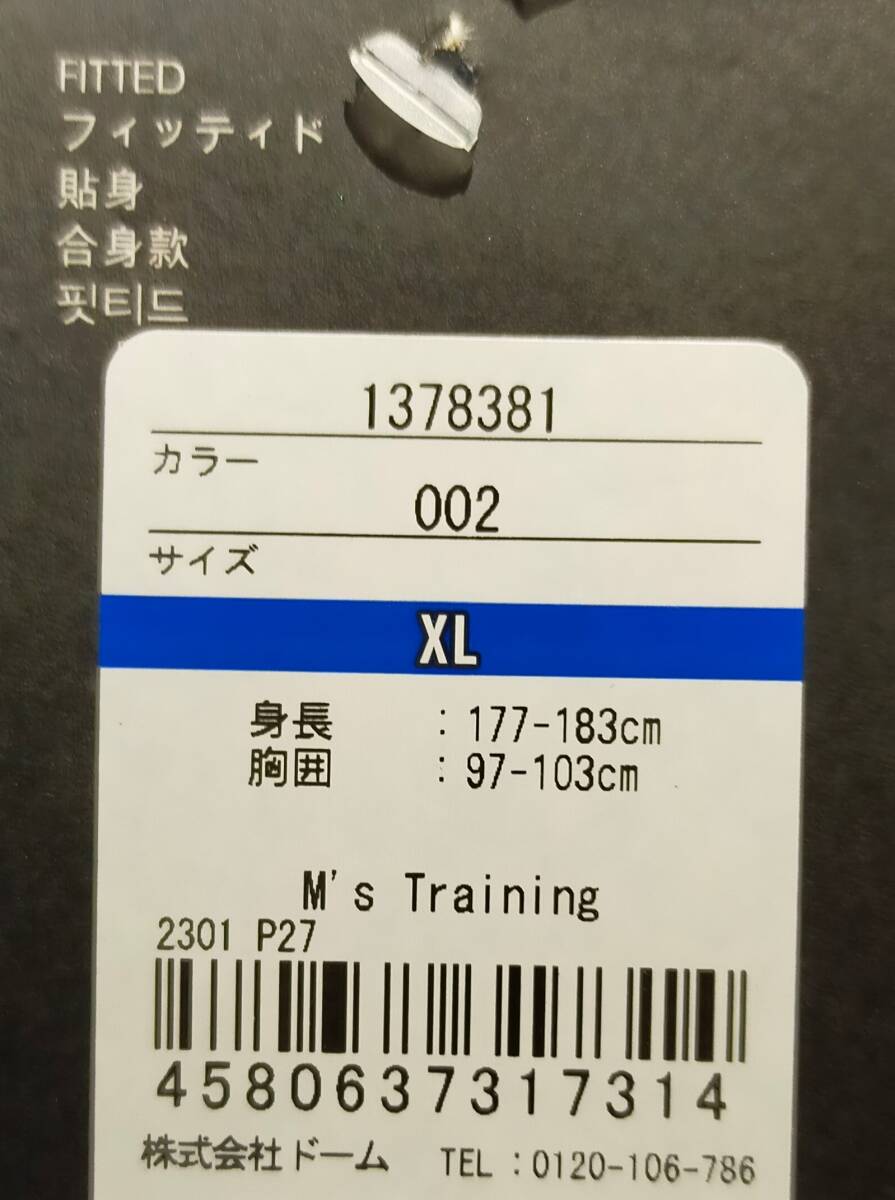 FITTED
フィッティド
貼身
合身款
핏티드
1378381
カラー
002
サイズ
XL
身長 : 177-183cm
胸囲 : 97-103cm
M's Training
2301 P27
4580637317314
株式会社ドーム TEL：0120-106-786